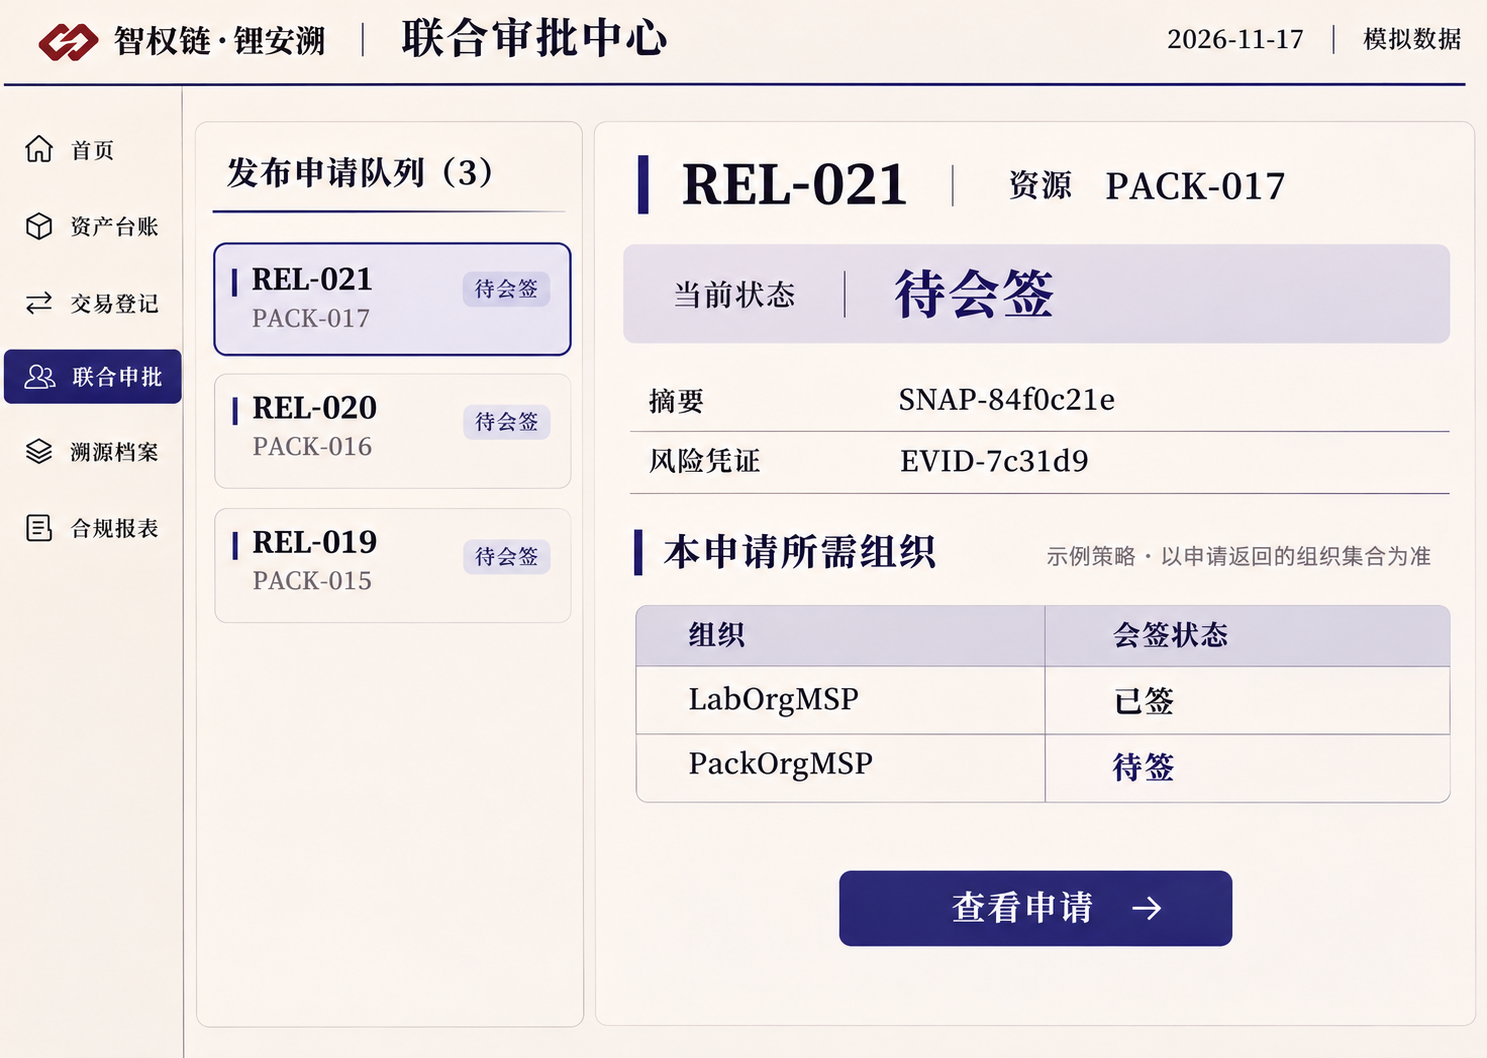 智权链·锂安溯 | 联合审批中心
2026-11-17 | 模拟数据
首页
资产台账
交易登记
联合审批
溯源档案
合规报表
发布申请队列（3）
REL-021
待会签
PACK-017
REL-020
待会签
PACK-016
REL-019
待会签
PACK-015
REL-021 | 资源 PACK-017
当前状态 | 待会签
摘要 SNAP-84f0c21e
风险凭证 EVID-7c31d9
本申请所需组织
示例策略·以申请返回的组织集合为准
组织 会签状态
LabOrgMSP 已签
PackOrgMSP 待签
查看申请 →